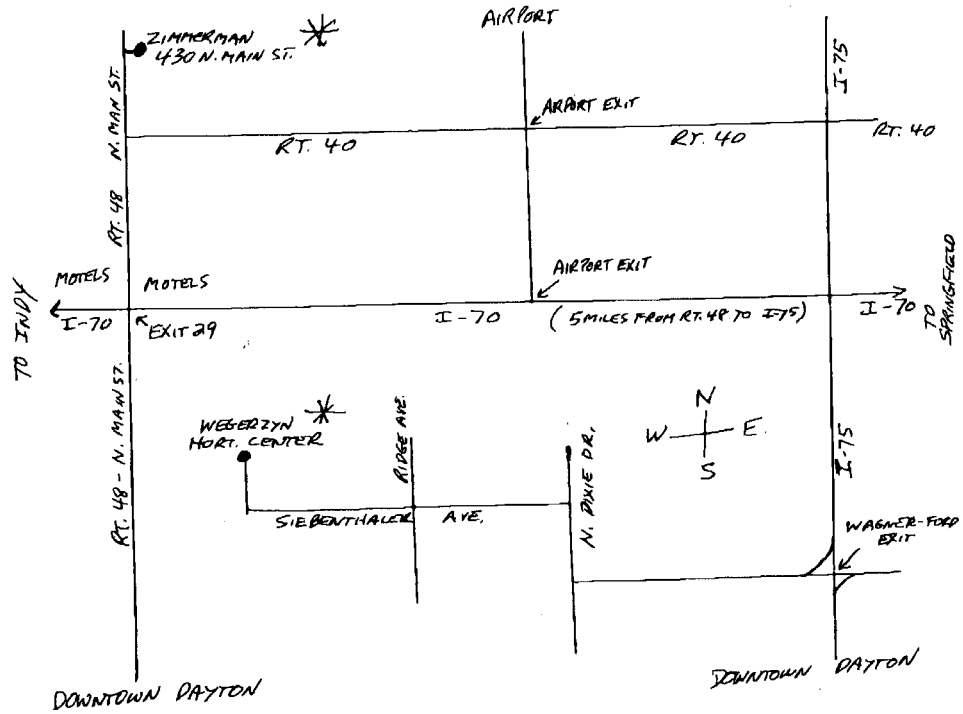 AIRPORT
ZIMMERMAN
430 N. MAIN ST.
I-75
N. MAIN ST.
AIRPORT EXIT
RT. 40
RT. 40
RT. 40
RT. 48
AIRPORT EXIT
MOTELS
MOTELS
TO INDY
I-70
EXIT 29
I-70
(5 MILES FROM RT. 48 TO I-75)
I-70
TO
SPRINGFIELD
RT. 48 - N. MAIN ST.
WEGERZYN
HORT. CENTER
RIDGE AVE.
N. DIXIE DR.
N
W
E.
S
I-75
SIEBENTHALER AVE.
WAGNER-FORD
EXIT
DOWNTOWN DAYTON
DOWNTOWN DAYTON